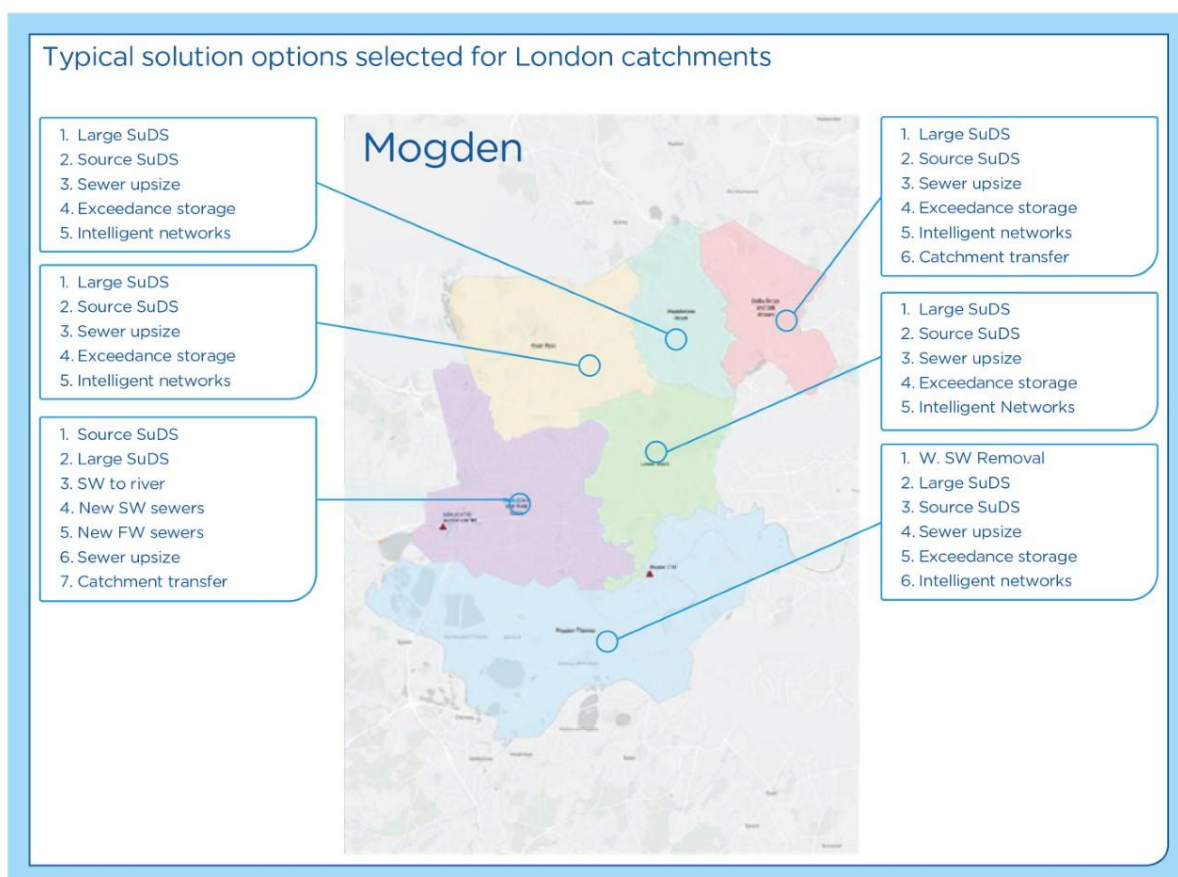 Typical solution options selected for London catchments
Mogden
1. Large SuDS
2. Source SuDS
3. Sewer upsize
4. Exceedance storage
5. Intelligent networks
1. Large SuDS
2. Source SuDS
3. Sewer upsize
4. Exceedance storage
5. Intelligent networks
1. Source SuDS
2. Large SuDS
3. SW to river
4. New SW sewers
5. New FW sewers
6. Sewer upsize
7. Catchment transfer
1. Large SuDS
2. Source SuDS
3. Sewer upsize
4. Exceedance storage
5. Intelligent networks
6. Catchment transfer
1. Large SuDS
2. Source SuDS
3. Sewer upsize
4. Exceedance storage
5. Intelligent Networks
1. W. SW Removal
2. Large SuDS
3. Source SuDS
4. Sewer upsize
5. Exceedance storage
6. Intelligent networks